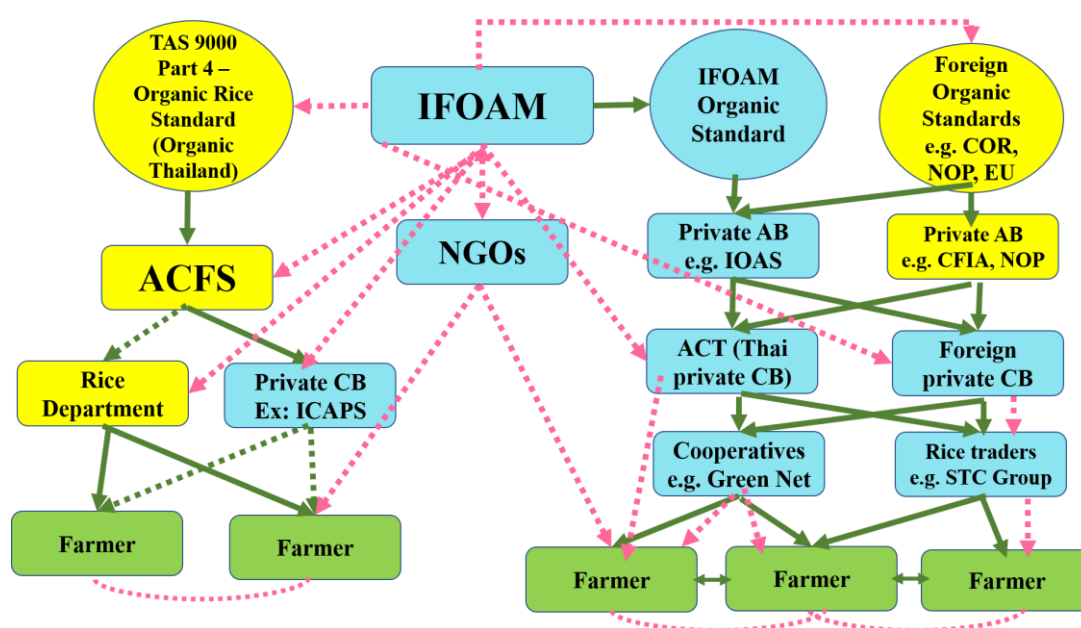 TAS 9000
Part 4 –
Organic Rice
Standard
(Organic
Thailand)
IFOAM
IFOAM
Organic
Standard
Foreign
Organic
Standards
e.g. COR,
NOP, EU
ACFS
NGOs
Private AB
e.g. IOAS
Private AB
e.g. CFIA, NOP
Rice
Department
Private CB
Ex: ICAPS
ACT (Thai
private CB)
Foreign
private CB
Cooperatives
e.g. Green Net
Rice traders
e.g. STC Group
Farmer
Farmer
Farmer
Farmer
Farmer